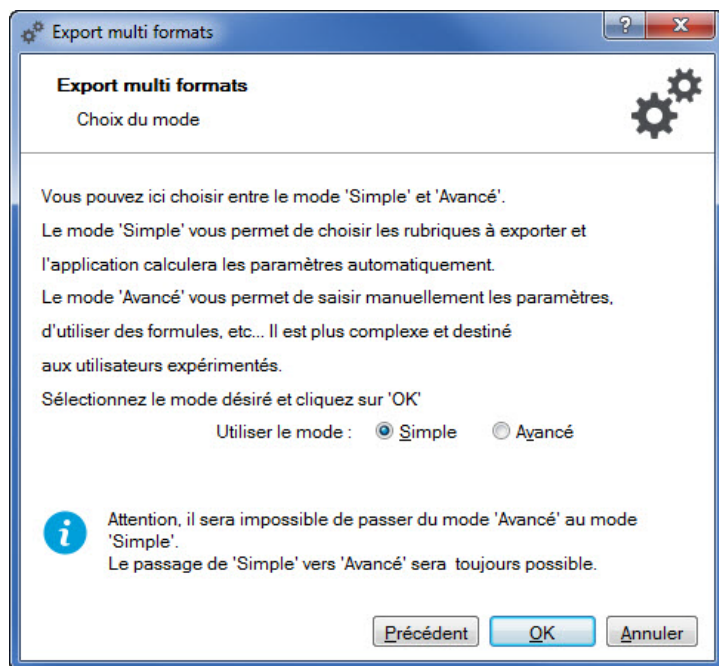 Export multi formats
Export multi formats
Choix du mode
Vous pouvez ici choisir entre le mode 'Simple' et 'Avancé'.
Le mode 'Simple' vous permet de choisir les rubriques à exporter et
l'application calculera les paramètres automatiquement.
Le mode 'Avancé' vous permet de saisir manuellement les paramètres,
d'utiliser des formules, etc... Il est plus complexe et destiné
aux utilisateurs expérimentés.
Sélectionnez le mode désiré et cliquez sur 'OK'
Utiliser le mode : Simple Avancé
Attention, il sera impossible de passer du mode 'Avancé' au mode
'Simple'.
Le passage de 'Simple' vers 'Avancé' sera toujours possible.
Précédent OK Annuler